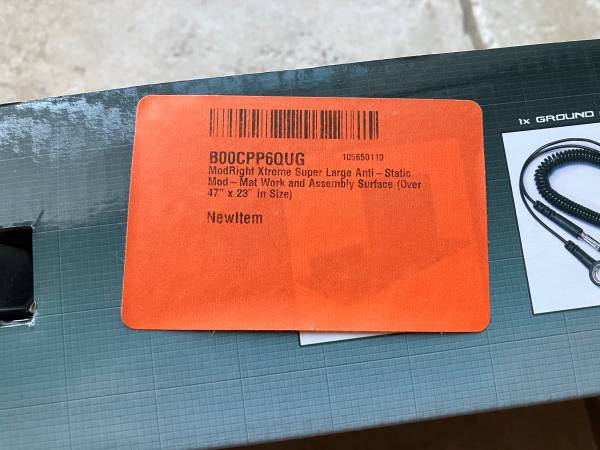 1x GROUND
B00CPP6QUG 105650110
ModRight Xtreme Super Large Anti-Static
Mod-Mat Work and Assembly Surface (Over
47" x 23" in Size)
NewItem